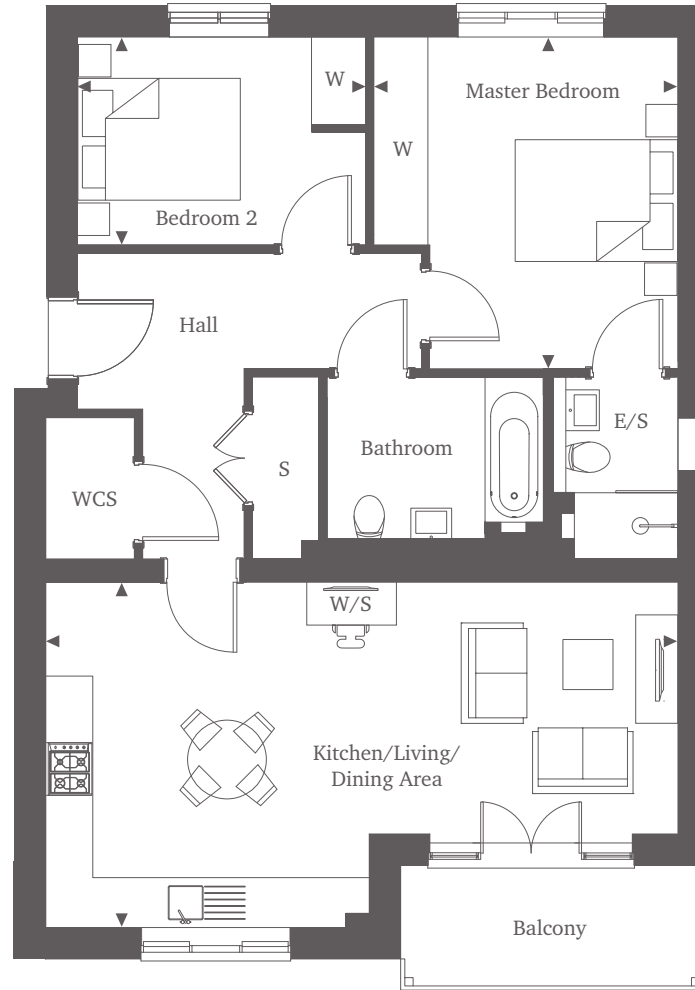 W
Master Bedroom
W
Bedroom 2
Hall
E/S
Bathroom
S
WCS
W/S
Kitchen/Living/
Dining Area
Balcony